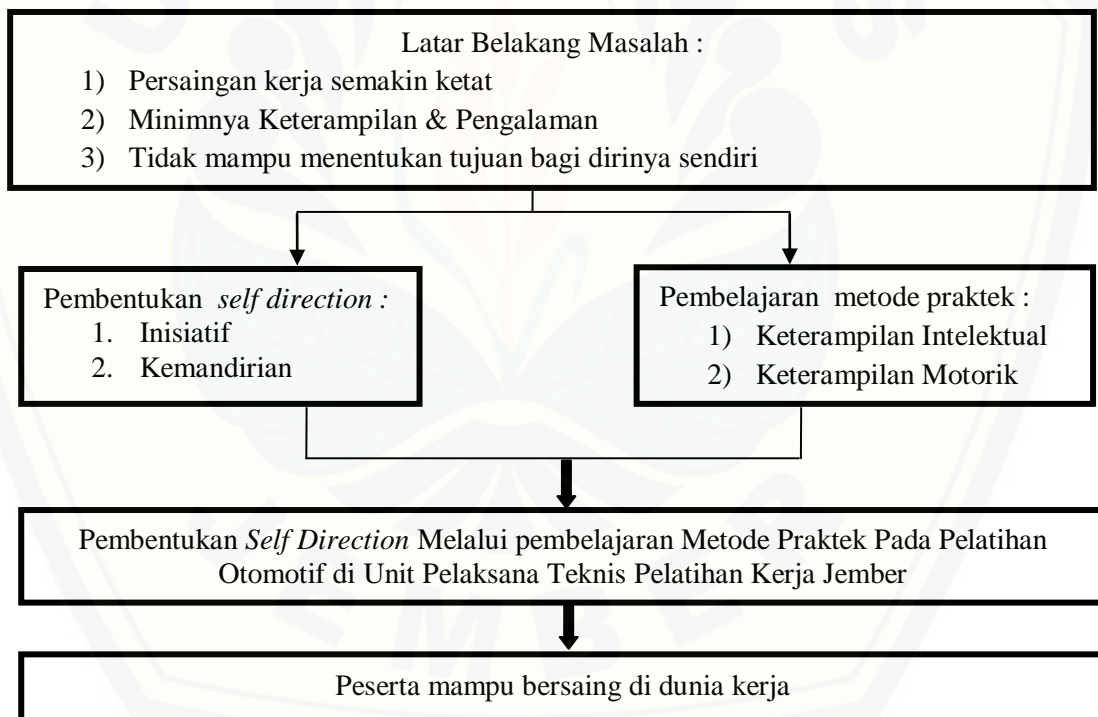 Latar Belakang Masalah :
1) Persaingan kerja semakin ketat
2) Minimnya Keterampilan & Pengalaman
3) Tidak mampu menentukan tujuan bagi dirinya sendiri
Pembentukan self direction :
1. Inisiatif
2. Kemandirian
Pembelajaran metode praktek :
1) Keterampilan Intelektual
2) Keterampilan Motorik
Pembentukan Self Direction Melalui pembelajaran Metode Praktek Pada Pelatihan
Otomotif di Unit Pelaksana Teknis Pelatihan Kerja Jember
Peserta mampu bersaing di dunia kerja